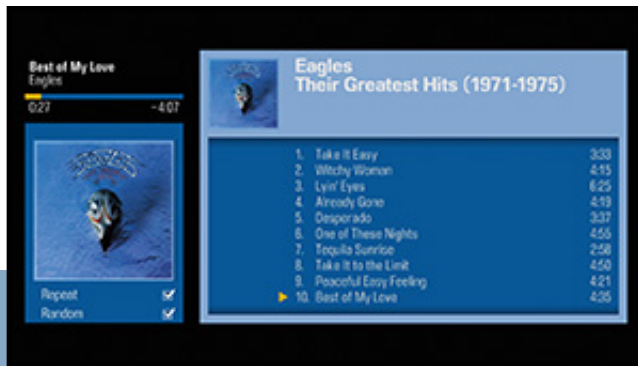 Best of My Love
Eagles
0:27 -4:07
Repeat
Random
Eagles
Their Greatest Hits (1971-1975)
1. Take It Easy 3:33
2. Witchy Woman 4:15
3. Lyin' Eyes 6:25
4. Already Gone 4:19
5. Desperado 3:37
6. One of These Nights 4:55
7. Tequila Sunrise 2:58
8. Take It to the Limit 4:50
9. Peaceful Easy Feeling 4:21
10. Best of My Love 4:35